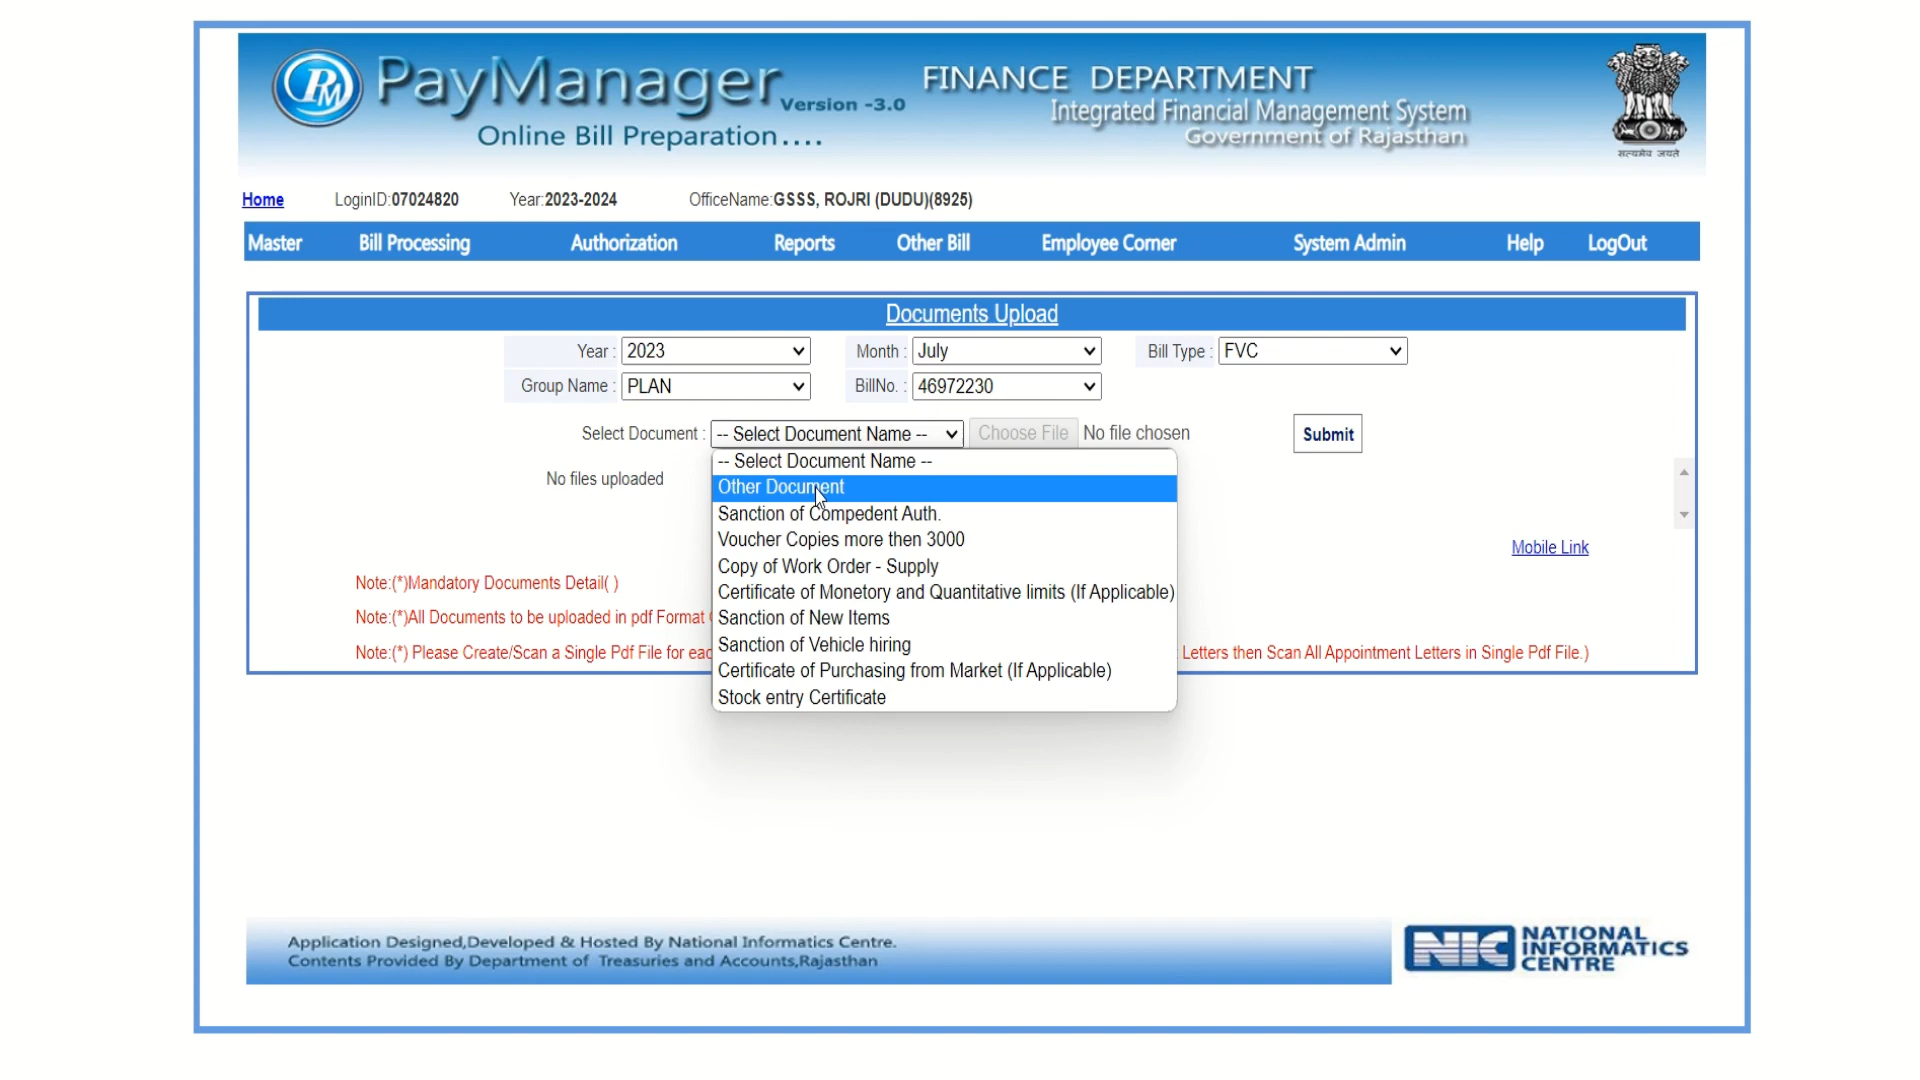 PM PayManager Version -3.0
Online Bill Preparation....
FINANCE DEPARTMENT
Integrated Financial Management System
Government of Rajasthan
सत्यमेव जयते
Home LoginID:07024820 Year:2023-2024 OfficeName:GSSS, ROJRI (DUDU)(8925)
Master Bill Processing Authorization Reports Other Bill Employee Corner System Admin Help LogOut
Documents Upload
Year : 2023 Month : July Bill Type : FVC
Group Name : PLAN BillNo. : 46972230
Select Document : -- Select Document Name -- Choose File No file chosen Submit
-- Select Document Name --
No files uploaded
Other Document
Sanction of Compedent Auth.
Voucher Copies more then 3000
Mobile Link
Copy of Work Order - Supply
Note:(*)Mandatory Documents Detail( )
Certificate of Monetory and Quantitative limits (If Applicable)
Note:(*)All Documents to be uploaded in pdf Format
Sanction of New Items
Sanction of Vehicle hiring
Note:(*) Please Create/Scan a Single Pdf File for eac Letters then Scan All Appointment Letters in Single Pdf File.)
Certificate of Purchasing from Market (If Applicable)
Stock entry Certificate
Application Designed,Developed & Hosted By National Informatics Centre.
Contents Provided By Department of Treasuries and Accounts,Rajasthan
NIC NATIONAL
INFORMATICS
CENTRE